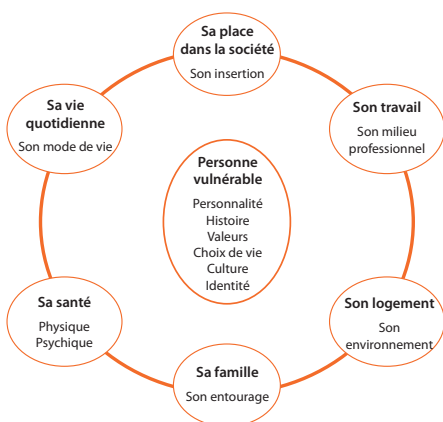 Sa place
dans la société
Son insertion
Son travail
Son milieu
professionnel
Son logement
Son
environnement
Sa famille
Son entourage
Sa santé
Physique
Psychique
Sa vie
quotidienne
Son mode de vie
Personne
vulnérable
Personnalité
Histoire
Valeurs
Choix de vie
Culture
Identité